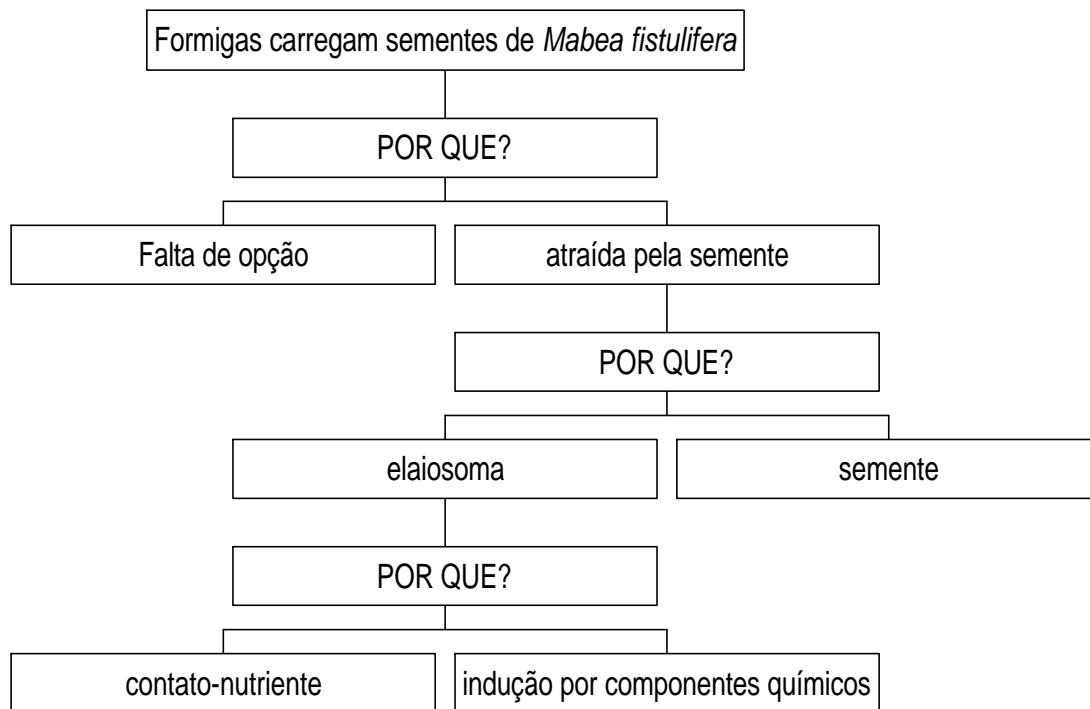 Formigas carregam sementes de Mabea fistulifera
POR QUE?
Falta de opção
atraída pela semente
POR QUE?
elaiosoma
semente
POR QUE?
contato-nutriente
indução por componentes químicos